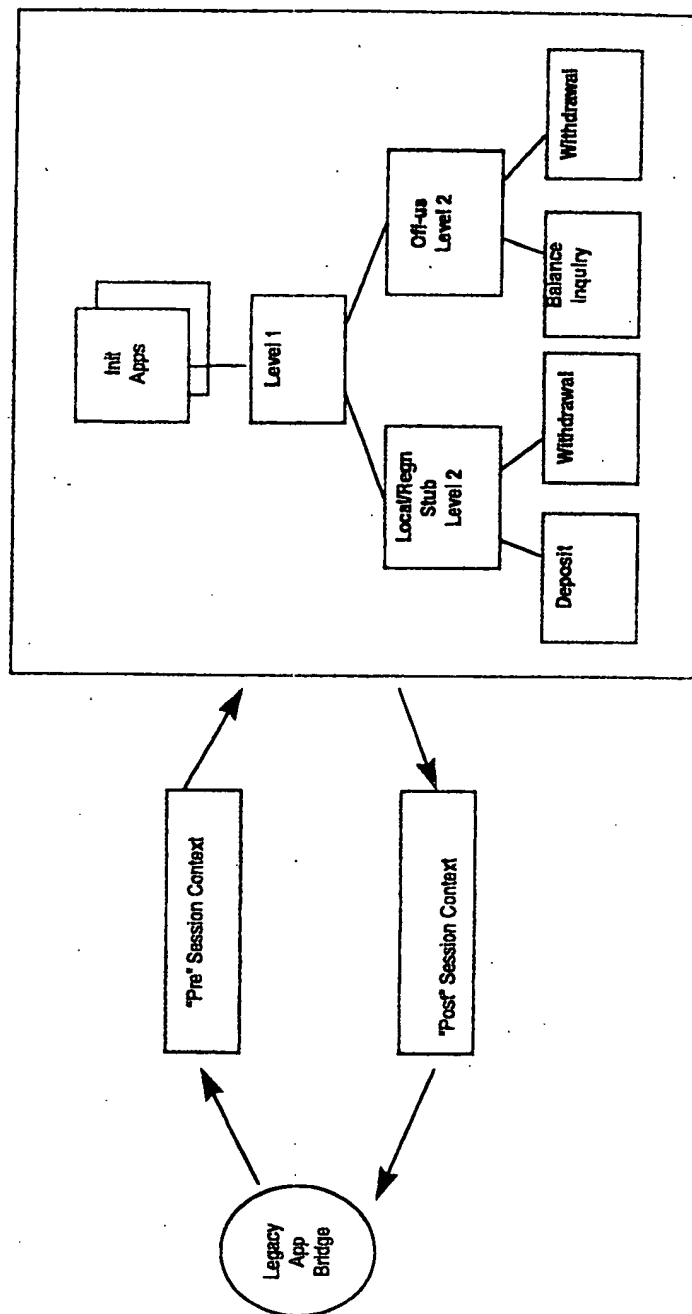 Legacy
App
Bridge
"Pre" Session Context
"Post" Session Context
Init
Apps
Level 1
Local/Regn
Stub
Level 2
Off-us
Level 2
Deposit
Withdrawal
Balance
Inquiry
Withdrawal